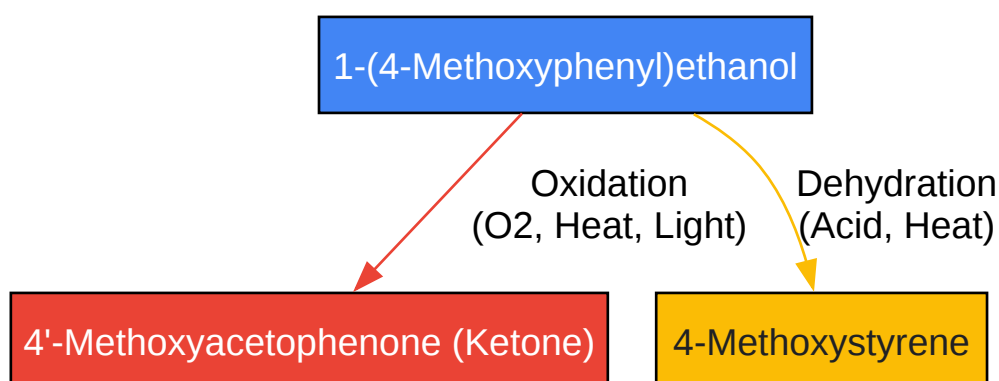 1-(4-Methoxyphenyl)ethanol
Oxidation
(O2, Heat, Light)
Dehydration
(Acid, Heat)
4'-Methoxyacetophenone (Ketone)
4-Methoxystyrene